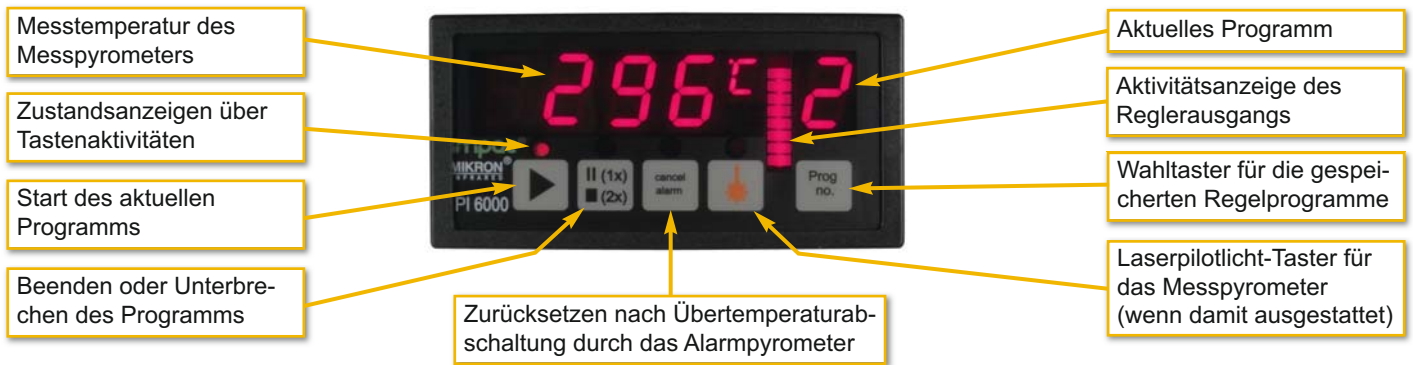 Messtemperatur des
Messpyrometers
Zustandsanzeigen über
Tastenaktivitäten
Start des aktuellen
Programms
Beenden oder Unterbre-
chen des Programms
296°C 2
MIKRON®
INFRARED
PI 6000
II (1x)
■ (2x)
cancel
alarm
Prog
no.
Zurücksetzen nach Übertemperaturab-
schaltung durch das Alarmpyrometer
Aktuelles Programm
Aktivitätsanzeige des
Reglerausgangs
Wahltaster für die gespei-
cherten Regelprogramme
Laserpilotlicht-Taster für
das Messpyrometer
(wenn damit ausgestattet)